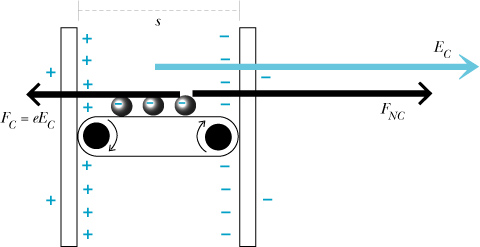 s
E_C
F_C = eE_C
F_NC